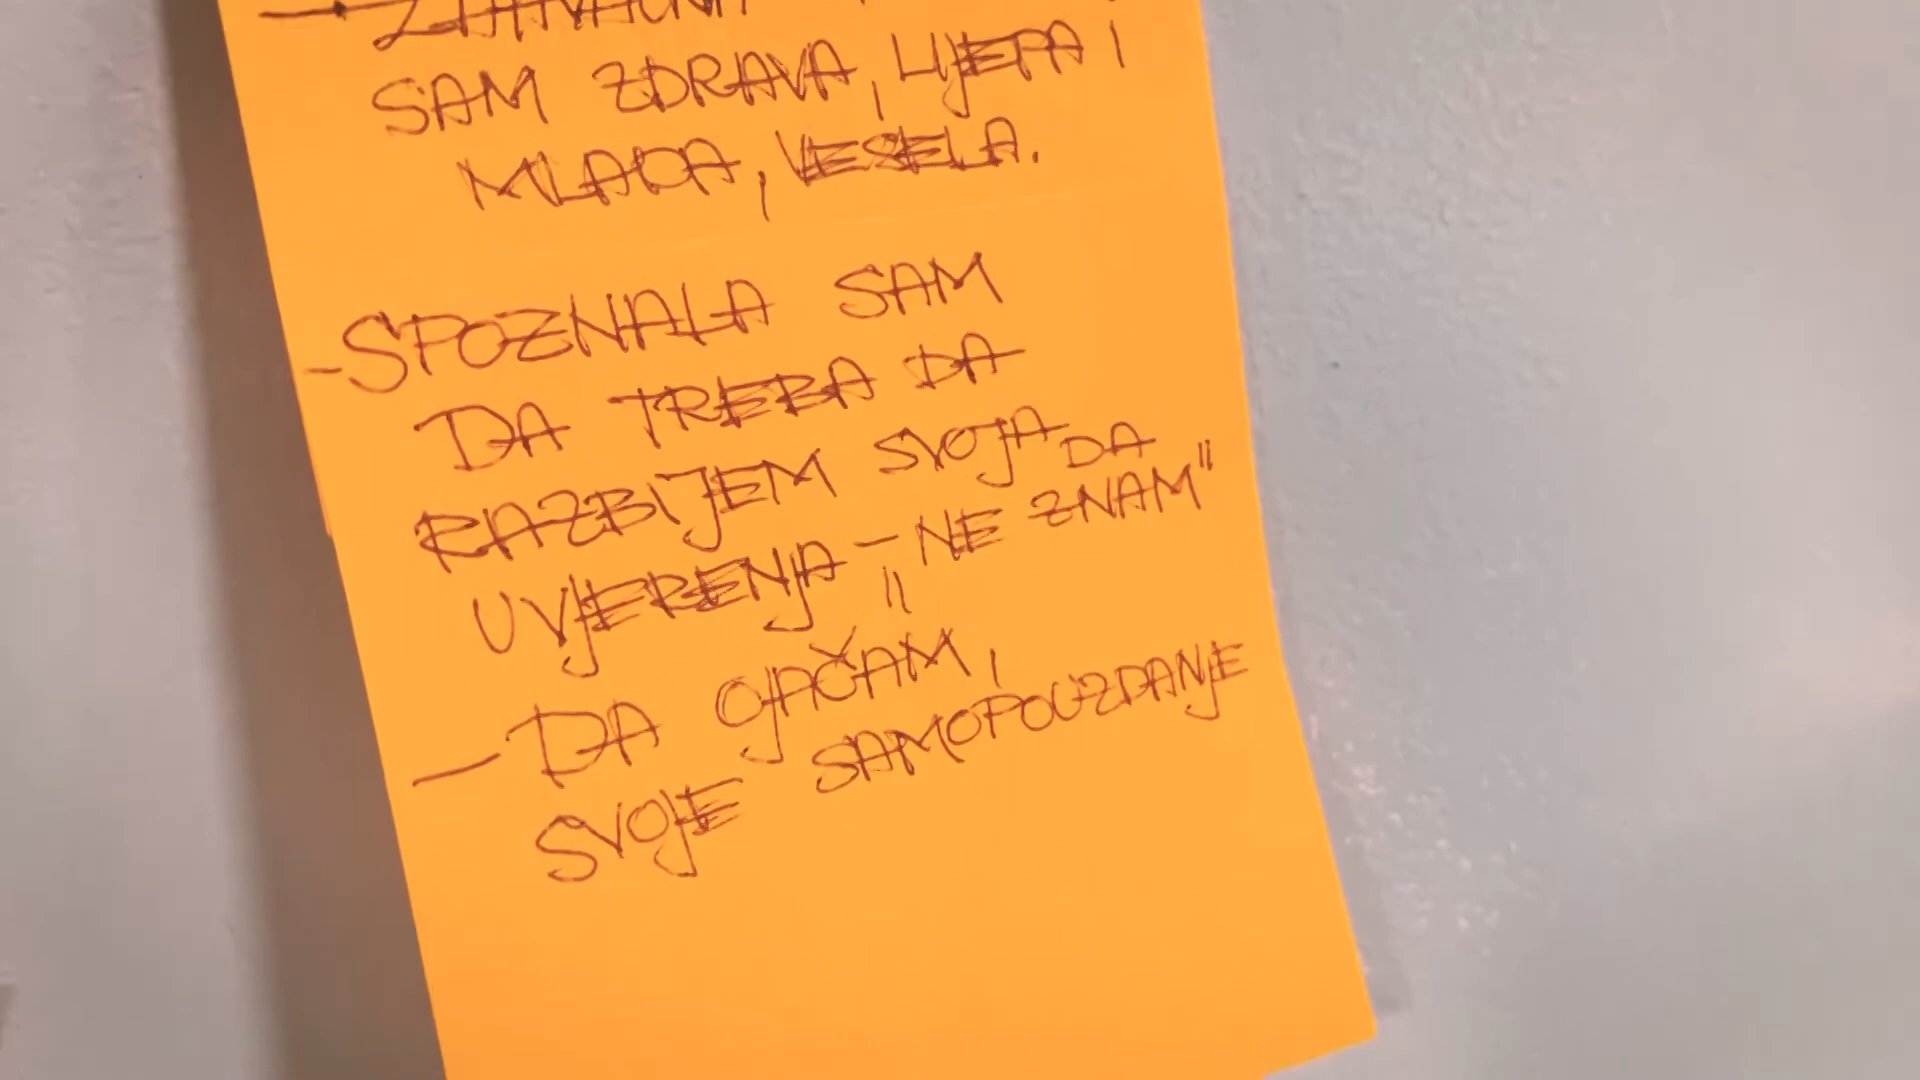 - ZAHVALNA
SAM ZDRAVA, LIJEPA I
MLADA, VESELA.
- SPOZNALA SAM
DA TREBA DA
RAZBIJEM SVOJA
UVJERENJA - „NE ZNAM" DA
- DA OJAČAM,
SVOJE SAMOPOUZDANJE